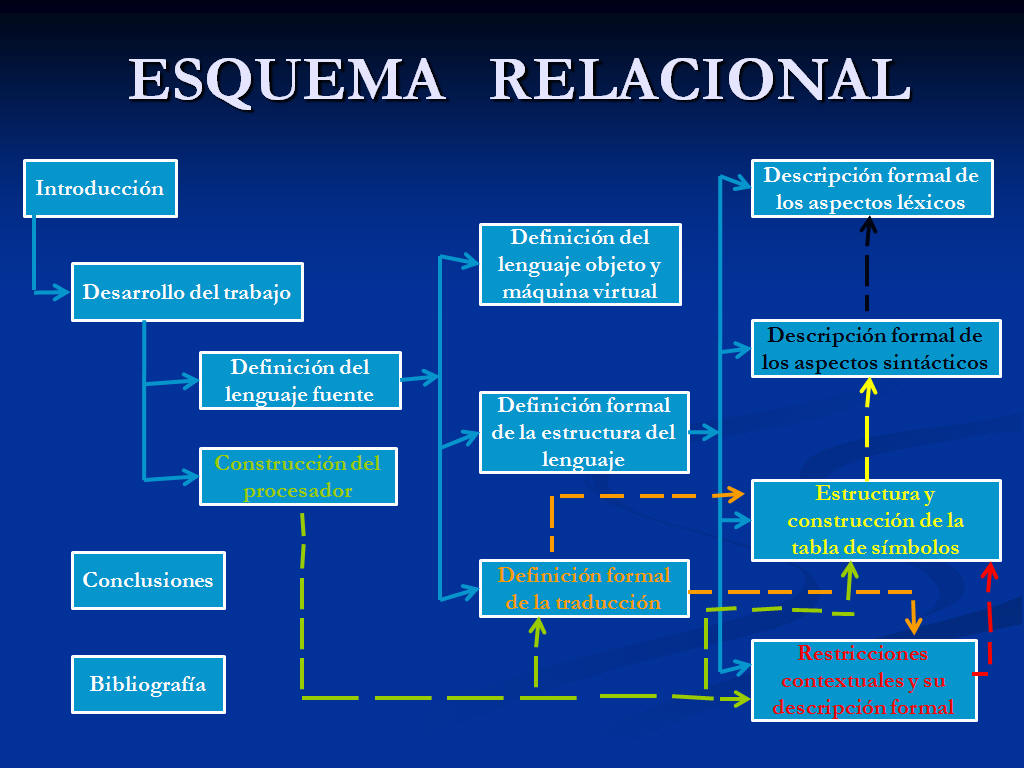 ESQUEMA RELACIONAL
Introducción
Desarrollo del trabajo
Definición del
lenguaje fuente
Construcción del
procesador
Conclusiones
Bibliografía
Definición del
lenguaje objeto y
máquina virtual
Definición formal
de la estructura del
lenguaje
Definición formal
de la traducción
Descripción formal de
los aspectos léxicos
Descripción formal de
los aspectos sintácticos
Estructura y
construcción de la
tabla de símbolos
Restricciones
contextuales y su
descripción formal